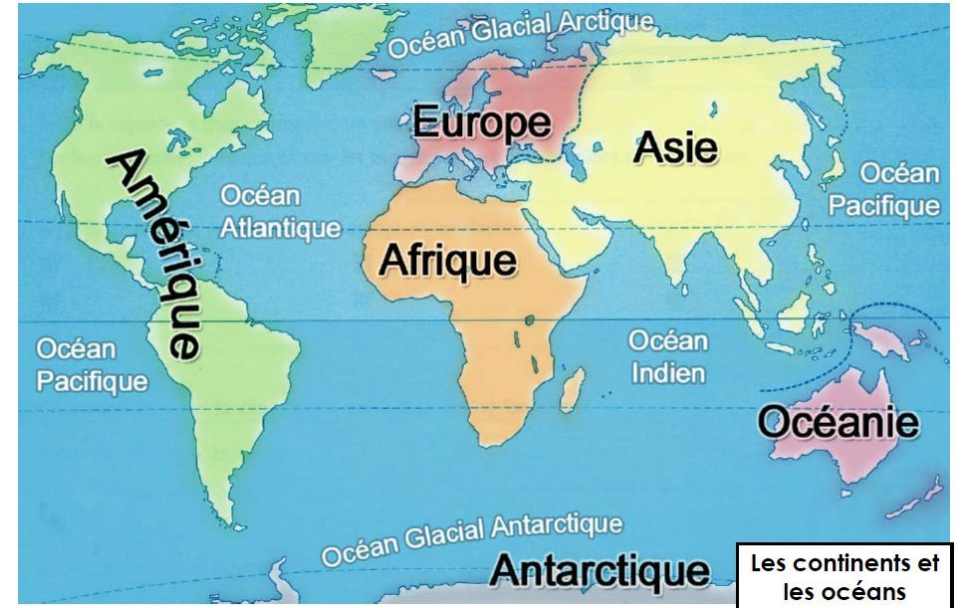 Océan Glacial Arctique
Europe
Asie
Amérique
Océan
Atlantique
Océan
Pacifique
Afrique
Océan
Pacifique
Océan
Indien
Océanie
Océan Glacial Antarctique
Antarctique
Les continents et
les océans